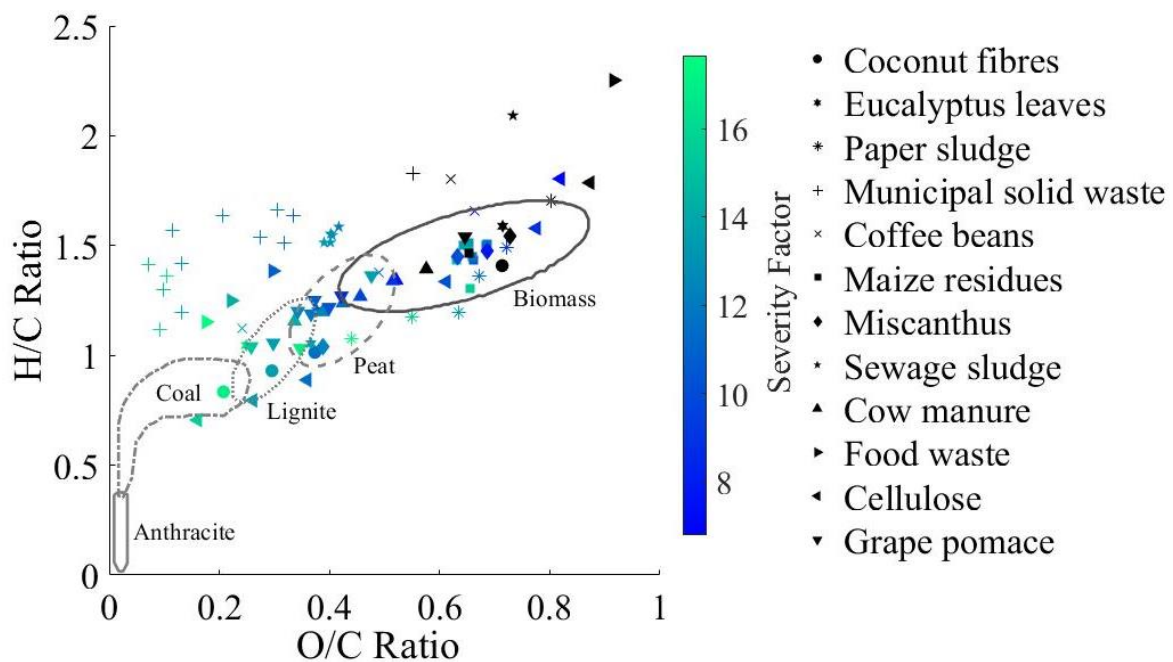 2.5
2
1.5
1
0.5
0
H/C Ratio
0
0.2
0.4
0.6
0.8
1
O/C Ratio
Biomass
Peat
Coal
Lignite
Anthracite
16
14
12
10
8
Severity Factor
Coconut fibres
Eucalyptus leaves
Paper sludge
Municipal solid waste
Coffee beans
Maize residues
Miscanthus
Sewage sludge
Cow manure
Food waste
Cellulose
Grape pomace